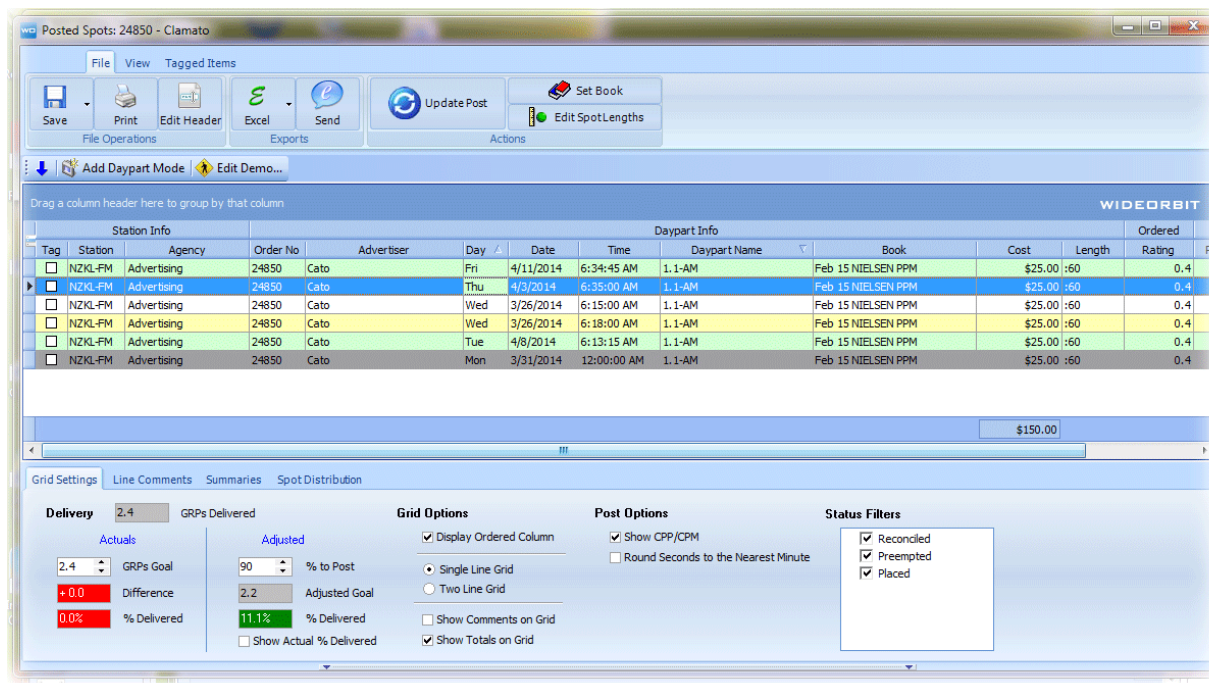 WO Posted Spots: 24850 - Clamato
File View Tagged Items
Save Print Edit Header Excel Send Update Post Set Book
Edit SpotLengths
File Operations Exports Actions
Add Daypart Mode Edit Demo...
Drag a column header here to group by that column WIDEORBIT
Station Info Daypart Info Ordered
Tag Station Agency Order No Advertiser Day Date Time Daypart Name Book Cost Length Rating
NZKL-FM Advertising 24850 Cato Fri 4/11/2014 6:34:45 AM 1.1-AM Feb 15 NIELSEN PPM $25.00 :60 0.4
NZKL-FM Advertising 24850 Cato Thu 4/3/2014 6:35:00 AM 1.1-AM Feb 15 NIELSEN PPM $25.00 :60 0.4
NZKL-FM Advertising 24850 Cato Wed 3/26/2014 6:15:00 AM 1.1-AM Feb 15 NIELSEN PPM $25.00 :60 0.4
NZKL-FM Advertising 24850 Cato Wed 3/26/2014 6:18:00 AM 1.1-AM Feb 15 NIELSEN PPM $25.00 :60 0.4
NZKL-FM Advertising 24850 Cato Tue 4/8/2014 6:13:15 AM 1.1-AM Feb 15 NIELSEN PPM $25.00 :60 0.4
NZKL-FM Advertising 24850 Cato Mon 3/31/2014 12:00:00 AM 1.1-AM Feb 15 NIELSEN PPM $25.00 :60 0.4
$150.00
Grid Settings Line Comments Summaries Spot Distribution
Delivery 2.4 GRPs Delivered Grid Options Post Options Status Filters
Actuals Adjusted Display Ordered Column Show CPP/CPM Reconciled
Round Seconds to the Nearest Minute Preempted
2.4 GRPs Goal 90 % to Post Single Line Grid Placed
+ 0.0 Difference 2.2 Adjusted Goal Two Line Grid
0.0% % Delivered 11.1% % Delivered Show Comments on Grid
Show Actual % Delivered Show Totals on Grid